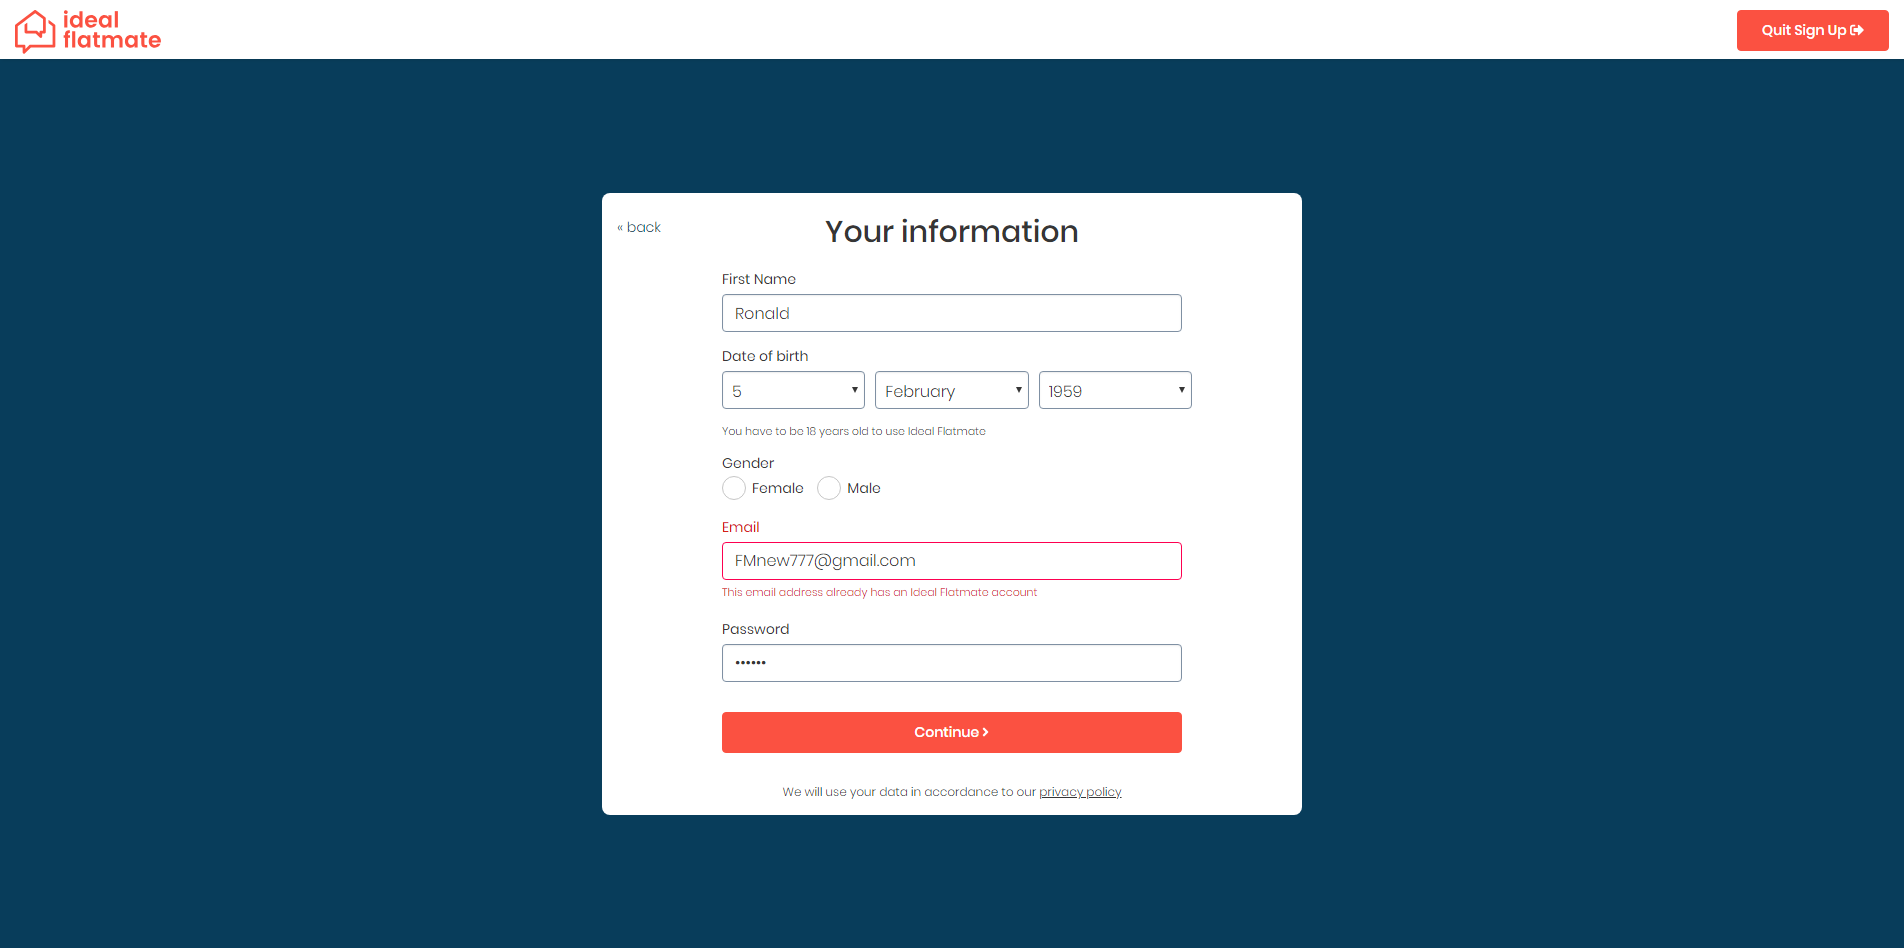 ideal
flatmate
Quit Sign Up
« back
Your information
First Name
Ronald
Date of birth
5 February 1959
You have to be 18 years old to use Ideal Flatmate
Gender
Female Male
Email
FMnew777@gmail.com
This email address already has an Ideal Flatmate account
Password
••••••
Continue
We will use your data in accordance to our privacy policy